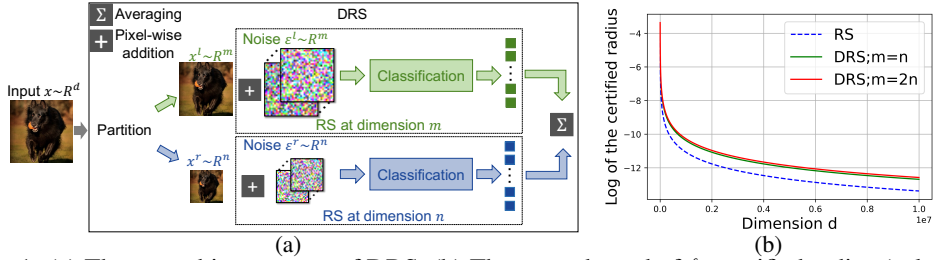 Σ Averaging
+ Pixel-wise addition
DRS
Input x~R^d
Partition
x^l~R^m
Noise ε^l~R^m
+
Classification
RS at dimension m
Σ
x^r~R^n
Noise ε^r~R^n
+
Classification
RS at dimension n
(a)
Log of the certified radius
−4
−6
−8
−10
−12
RS
DRS;m=n
DRS;m=2n
0.0 0.2 0.4 0.6 0.8 1.0
1e7
Dimension d
(b)